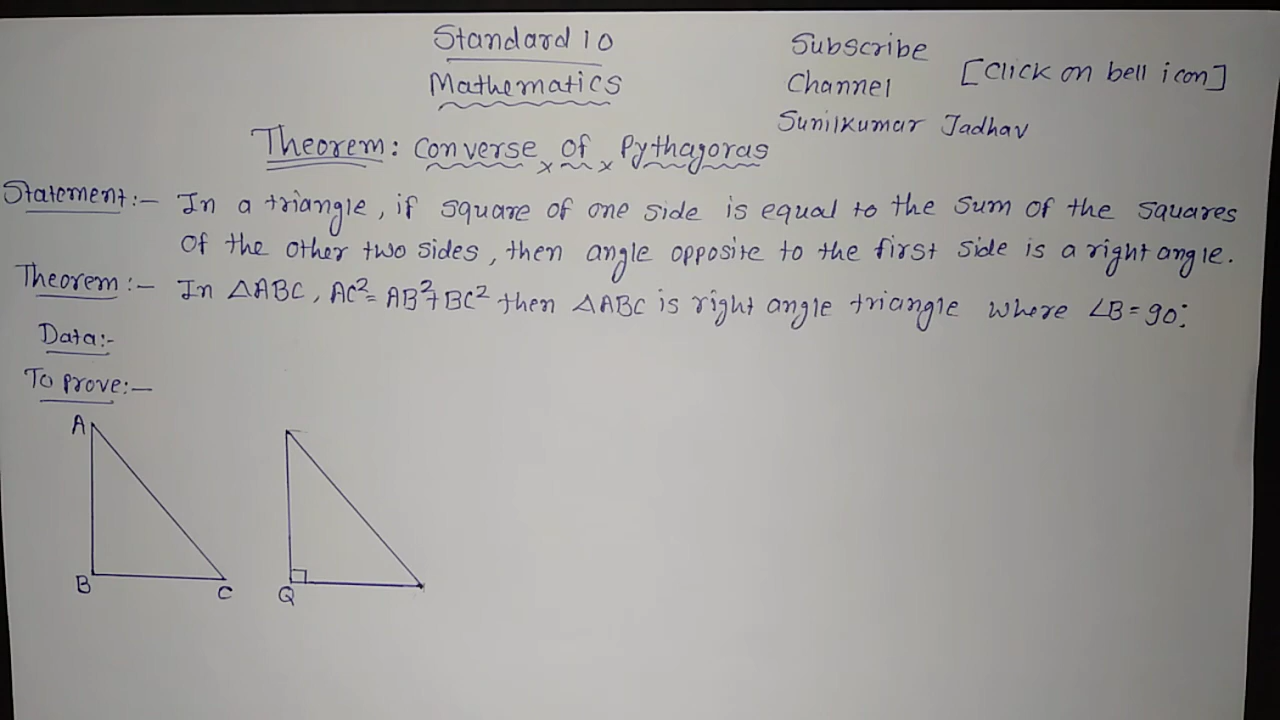 Standard 10
Mathematics
Subscribe
Channel [Click on bell icon]
Sunilkumar Jadhav
Theorem: Converse of Pythagoras
Statement:- In a triangle, if square of one side is equal to the sum of the squares
of the other two sides, then angle opposite to the first side is a right angle.
Theorem:- In △ABC, AC²= AB²+BC² then △ABC is right angle triangle where ∠B=90°.
Data:-
To prove:-
A
B C Q